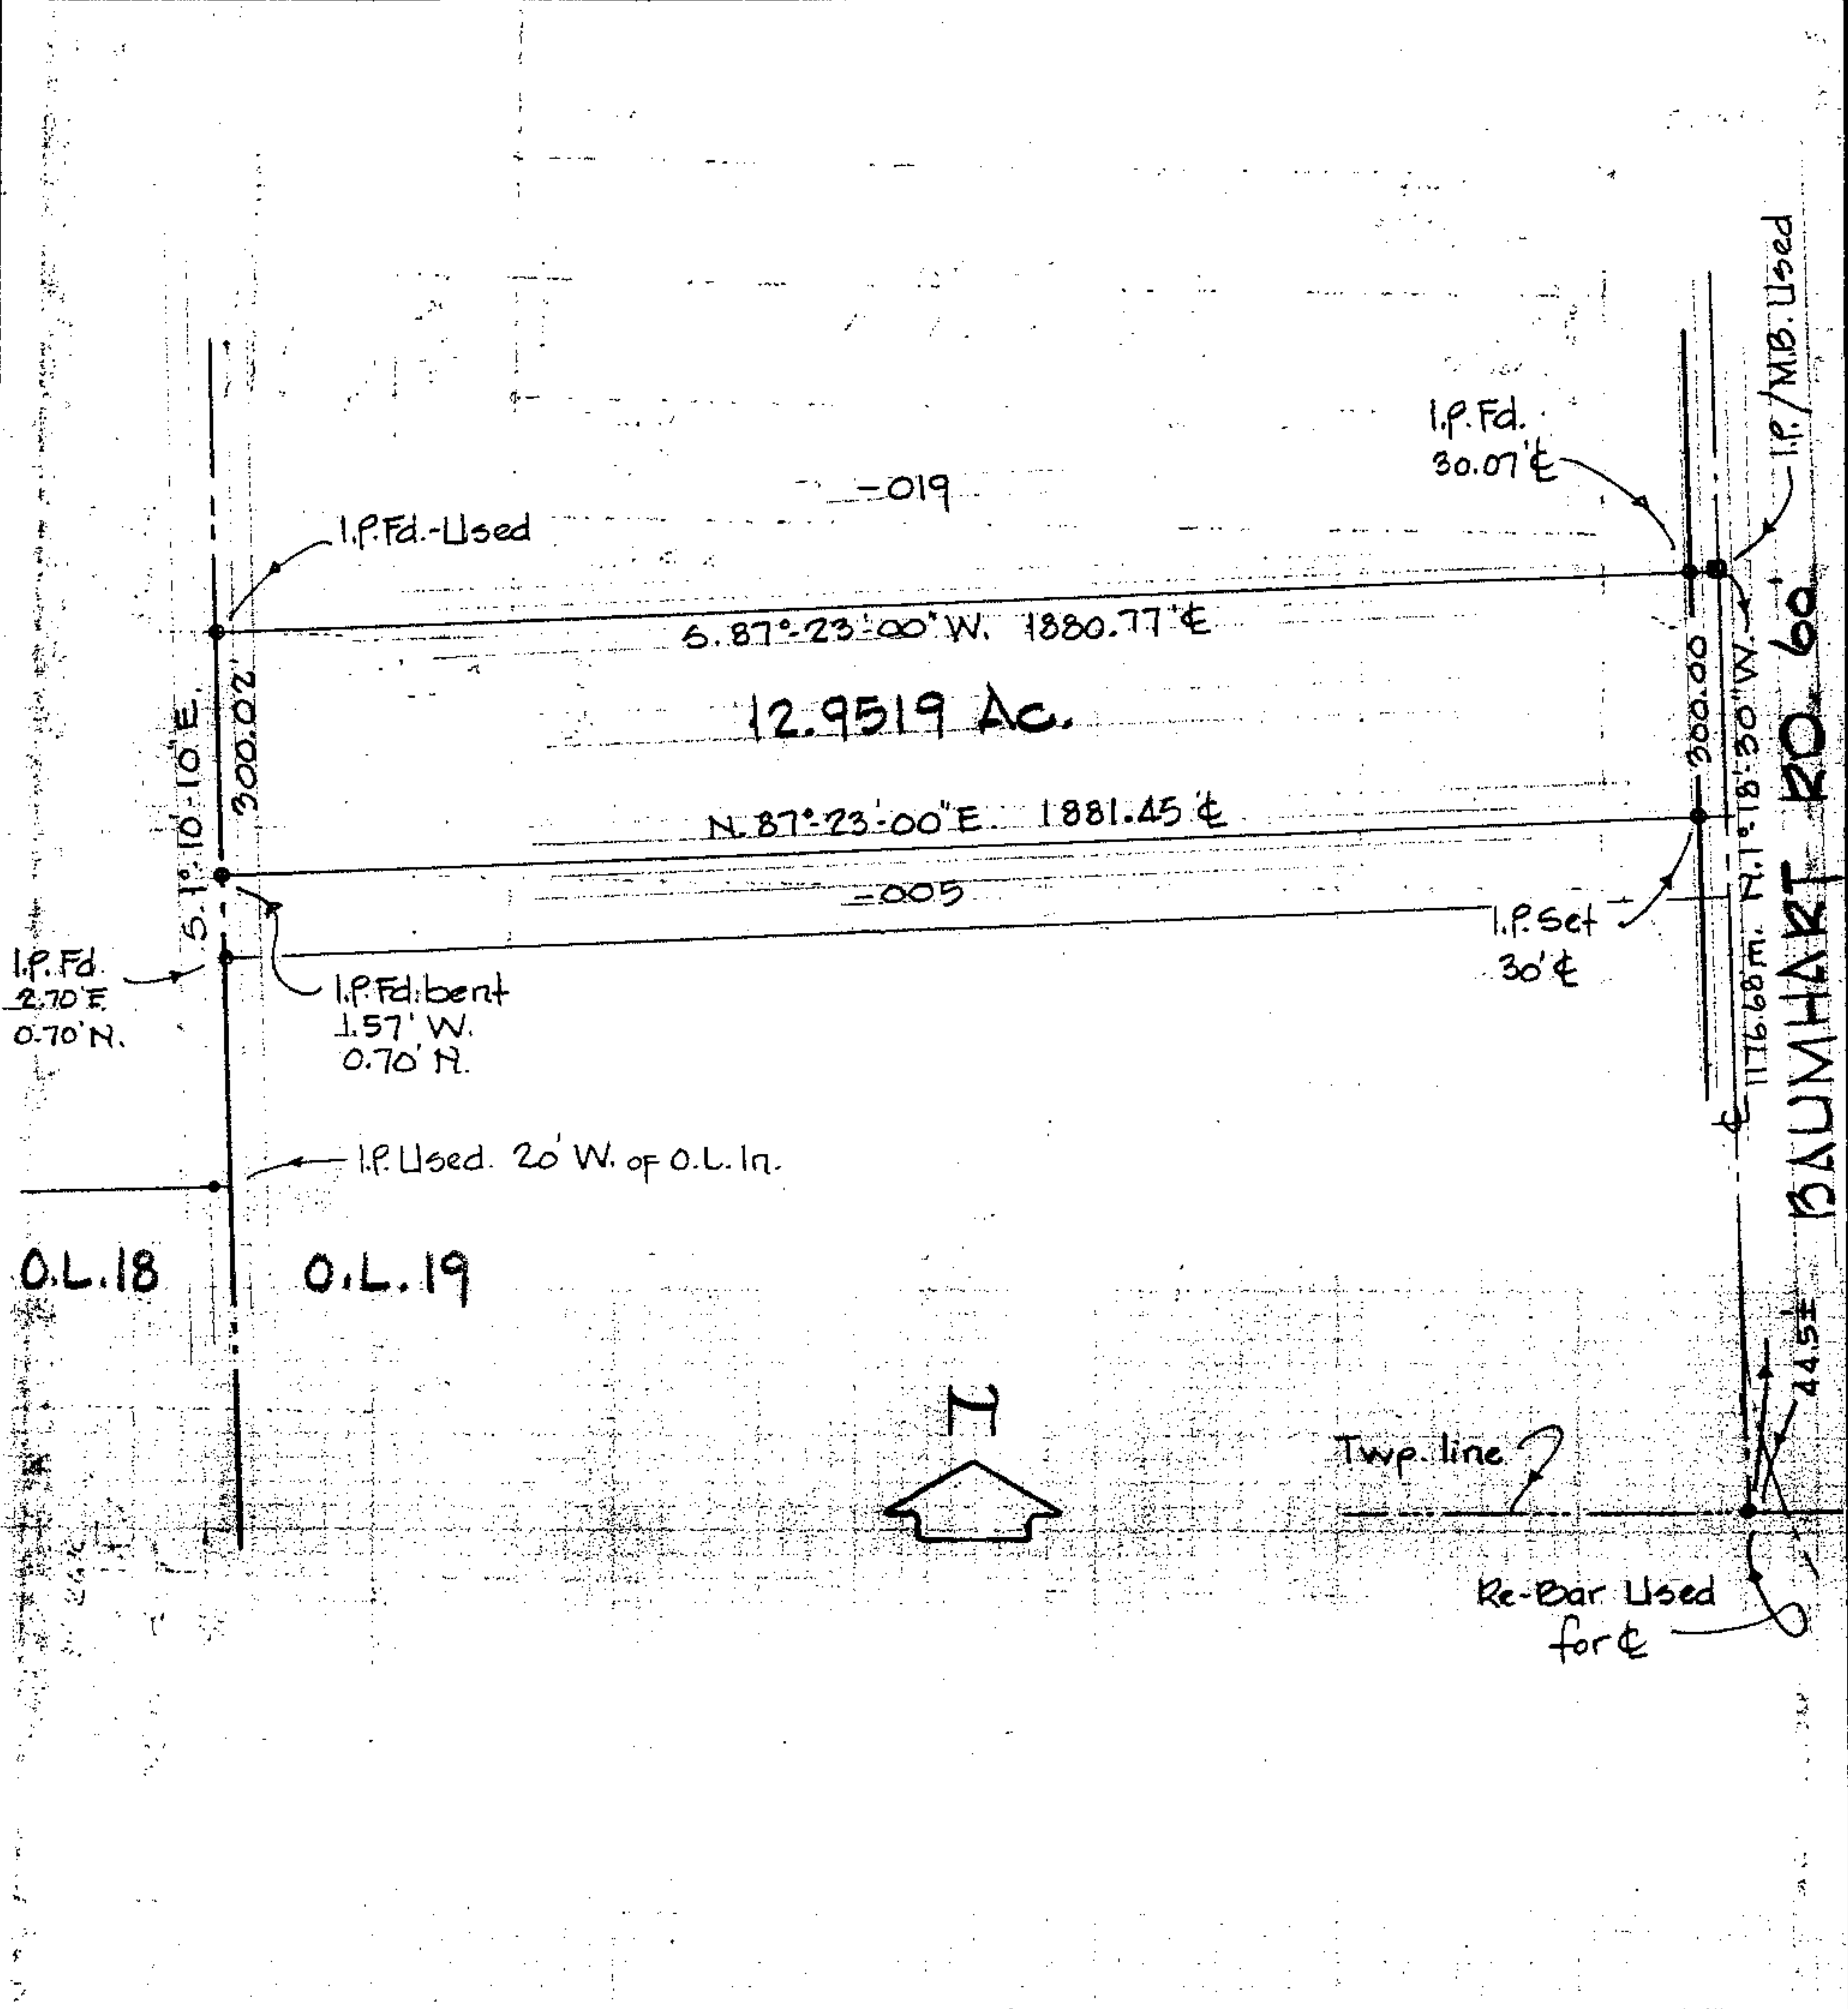 I.P./M.B. Used
I.P. Fd.
30.07' ℄
-019
I.P. Fd.-Used
S. 87°-23'-00" W. 1880.77' ℄
12.9519 Ac.
N. 87°-23'-00" E. 1881.45' ℄
-005
S. 1°-10'-10" E.
300.02'
300.00
1176.68' m. N. 1°-18'-30" W.
BAUMHART RD. 60'
I.P. Set
30' ℄
I.P. Fd.
2.70' E.
0.70' N.
I.P. Fd. bent
1.57' W.
0.70' N.
℄
I.P. Used. 20' W. of O.L. ln.
O.L. 18
O.L. 19
44.5'±
N
Twp. line
Re-Bar Used
for ℄